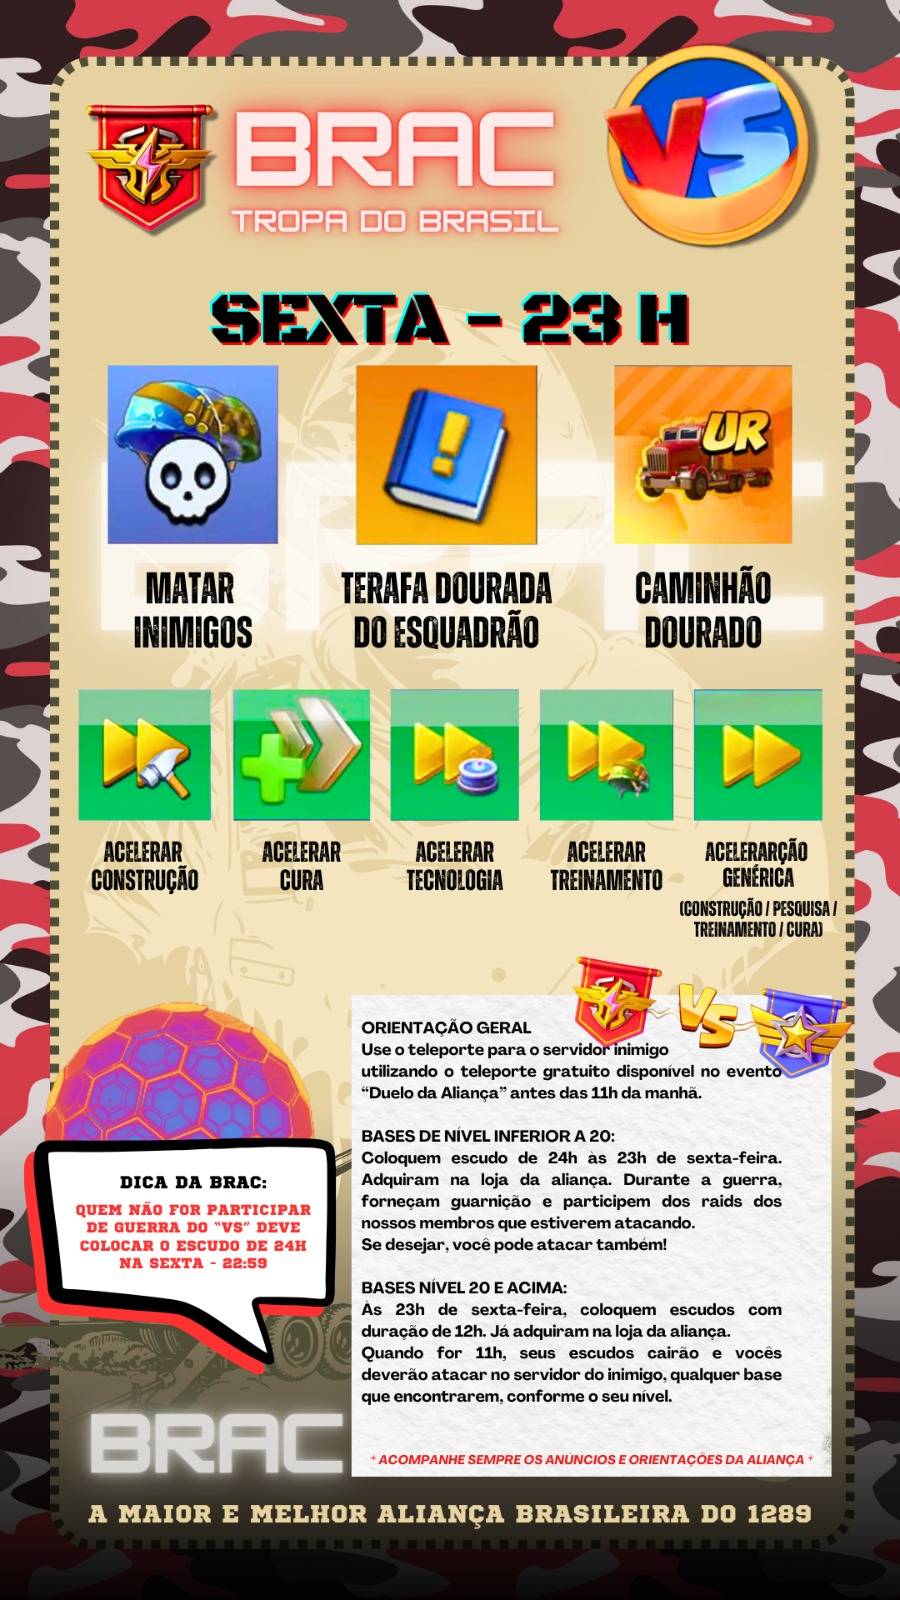 BRAC
TROPA DO BRASIL
VS
SEXTA - 23 H
UR
MATAR
INIMIGOS
TERAFA DOURADA
DO ESQUADRÃO
CAMINHÃO
DOURADO
ACELERAR
CONSTRUÇÃO
ACELERAR
CURA
ACELERAR
TECNOLOGIA
ACELERAR
TREINAMENTO
ACELERARÇÃO
GENÉRICA
(CONSTRUÇÃO / PESQUISA /
TREINAMENTO / CURA)
VS
ORIENTAÇÃO GERAL
Use o teleporte para o servidor inimigo
utilizando o teleporte gratuito disponível no evento
“Duelo da Aliança” antes das 11h da manhã.
BASES DE NÍVEL INFERIOR A 20:
Coloquem escudo de 24h às 23h de sexta-feira.
Adquiram na loja da aliança. Durante a guerra,
forneçam guarnição e participem dos raids dos
nossos membros que estiverem atacando.
Se desejar, você pode atacar também!
BASES NÍVEL 20 E ACIMA:
Às 23h de sexta-feira, coloquem escudos com
duração de 12h. Já adquiram na loja da aliança.
Quando for 11h, seus escudos cairão e vocês
deverão atacar no servidor do inimigo, qualquer base
que encontrarem, conforme o seu nível.
* ACOMPANHE SEMPRE OS ANÚNCIOS E ORIENTAÇÕES DA ALIANÇA *
DICA DA BRAC:
QUEM NÃO FOR PARTICIPAR
DE GUERRA DO “VS” DEVE
COLOCAR O ESCUDO DE 24H
NA SEXTA - 22:59
BRAC
A MAIOR E MELHOR ALIANÇA BRASILEIRA DO 1289